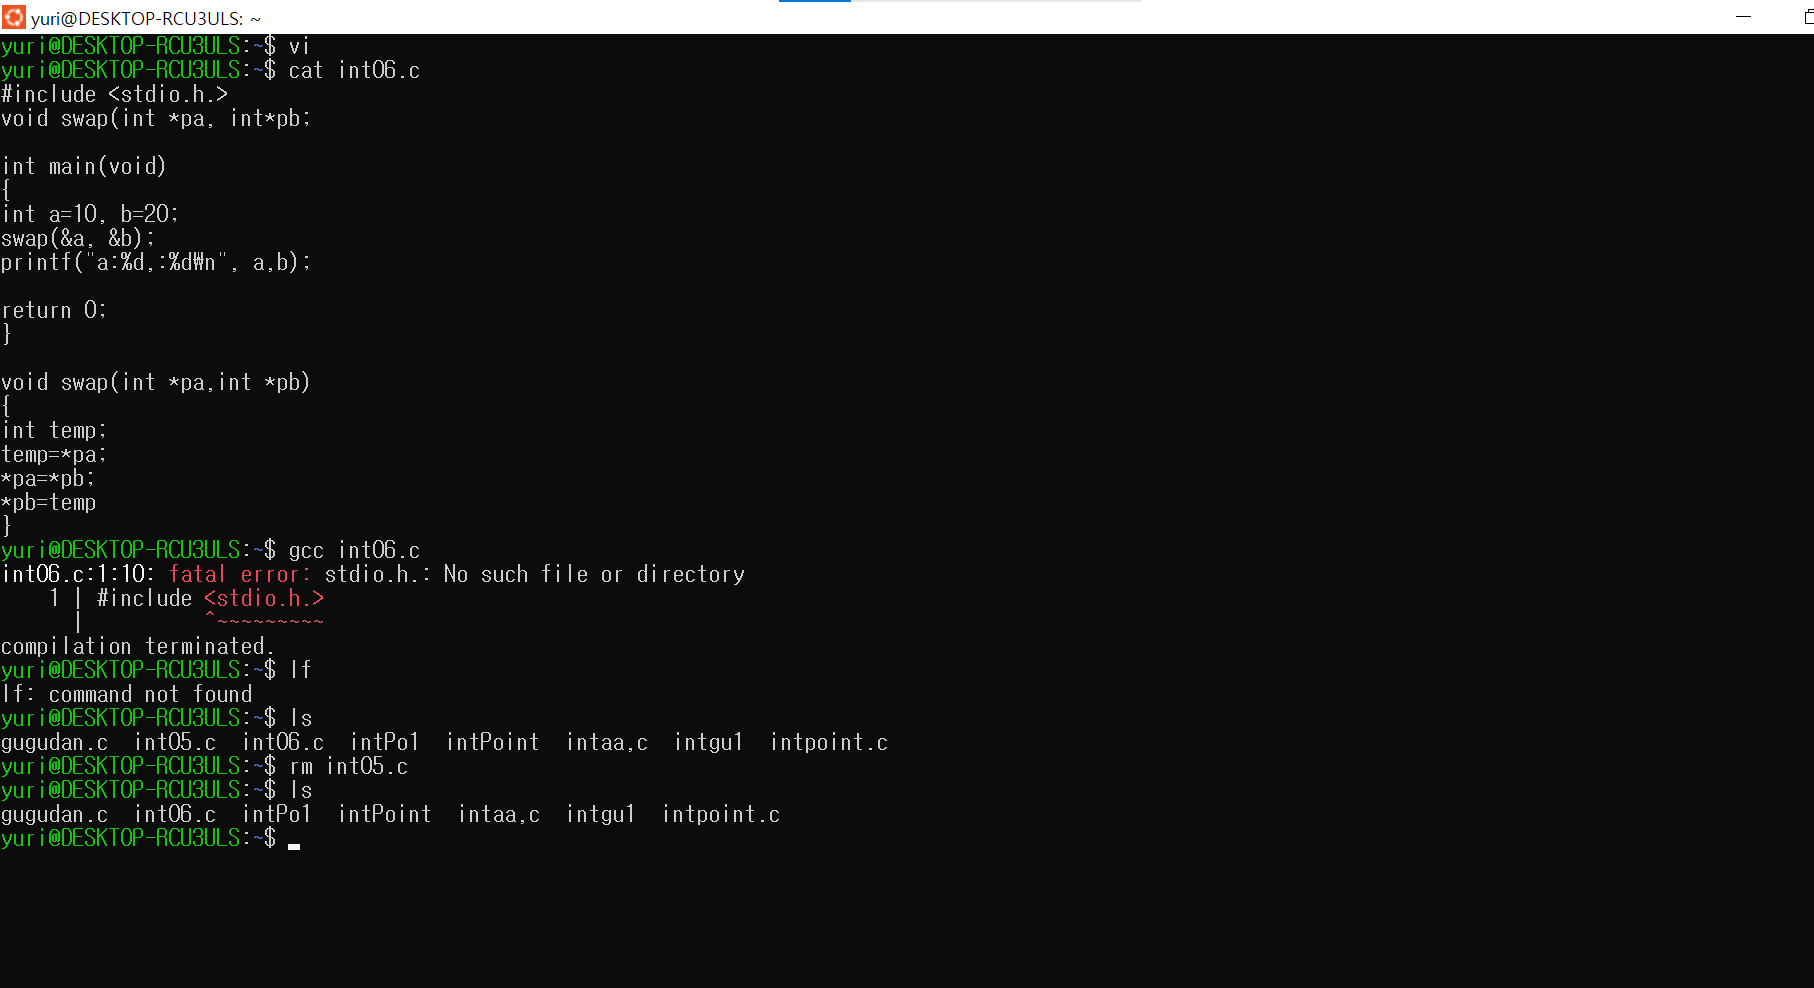 yuri@DESKTOP-RCU3ULS: ~
yuri@DESKTOP-RCU3ULS:~$ vi
yuri@DESKTOP-RCU3ULS:~$ cat int06.c
#include <stdio.h.>
void swap(int *pa, int*pb;
int main(void)
{
int a=10, b=20;
swap(&a, &b);
printf("a:%d,:%d₩n", a,b);
return 0;
}
void swap(int *pa,int *pb)
{
int temp;
temp=*pa;
*pa=*pb;
*pb=temp
}
yuri@DESKTOP-RCU3ULS:~$ gcc int06.c
int06.c:1:10: fatal error: stdio.h.: No such file or directory
1 | #include <stdio.h.>
| ^~~~~~~~~~
compilation terminated.
yuri@DESKTOP-RCU3ULS:~$ lf
lf: command not found
yuri@DESKTOP-RCU3ULS:~$ ls
gugudan.c int05.c int06.c intPo1 intPoint intaa,c intgu1 intpoint.c
yuri@DESKTOP-RCU3ULS:~$ rm int05.c
yuri@DESKTOP-RCU3ULS:~$ ls
gugudan.c int06.c intPo1 intPoint intaa,c intgu1 intpoint.c
yuri@DESKTOP-RCU3ULS:~$